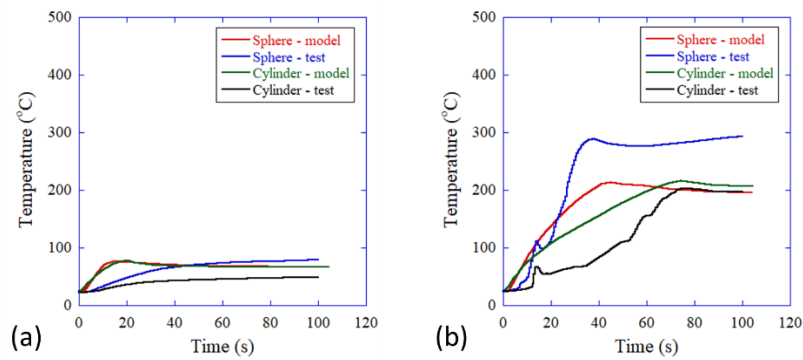 500
400
300
200
100
0
Temperature (°C)
Sphere - model
Sphere - test
Cylinder - model
Cylinder - test
0 20 40 60 80 100 120
Time (s)
(a)
500
400
300
200
100
0
Temperature (°C)
Sphere - model
Sphere - test
Cylinder - model
Cylinder - test
0 20 40 60 80 100 120
Time (s)
(b)